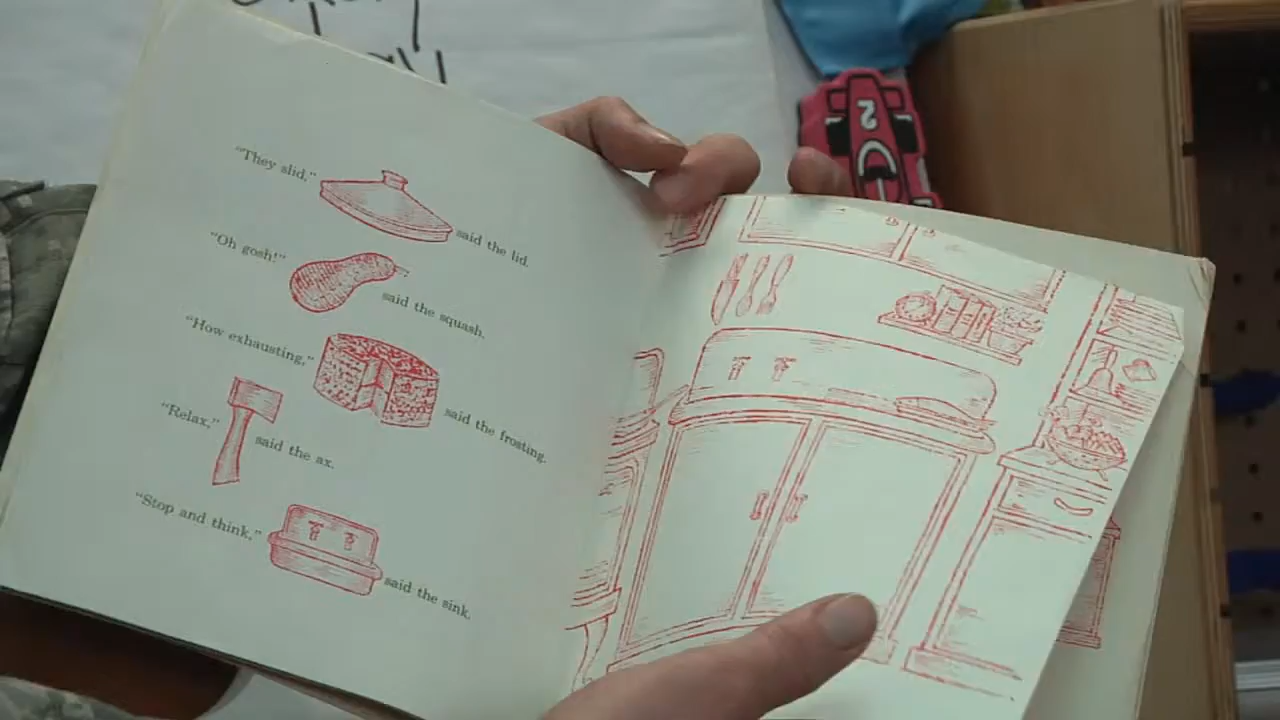 "They slid," said the lid.
"Oh gosh!" said the squash.
"How exhausting," said the frosting.
"Relax," said the ax.
"Stop and think," said the sink.
2